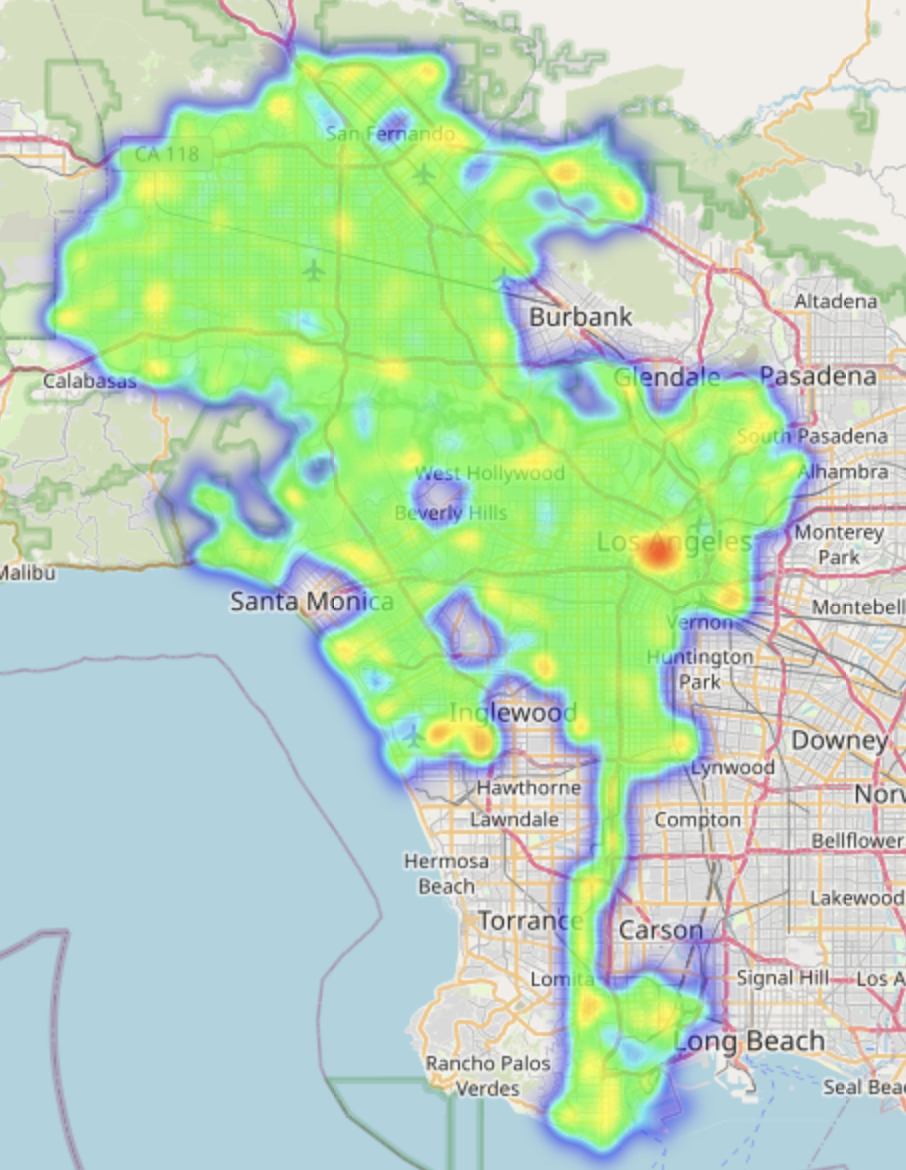 San Fernando
CA 118
Burbank
Altadena
Calabasas
Glendale
Pasadena
South Pasadena
West Hollywood
Alhambra
Beverly Hills
Los Angeles
Monterey
Park
Malibu
Santa Monica
Montebell
Vernon
Huntington
Park
Inglewood
Downey
Lynwood
Hawthorne
Norv
Lawndale
Compton
Bellflower
Hermosa
Beach
Lakewood
Torrance
Carson
Lomita
Signal Hill
Los A
Long Beach
Rancho Palos
Verdes
Seal Bea